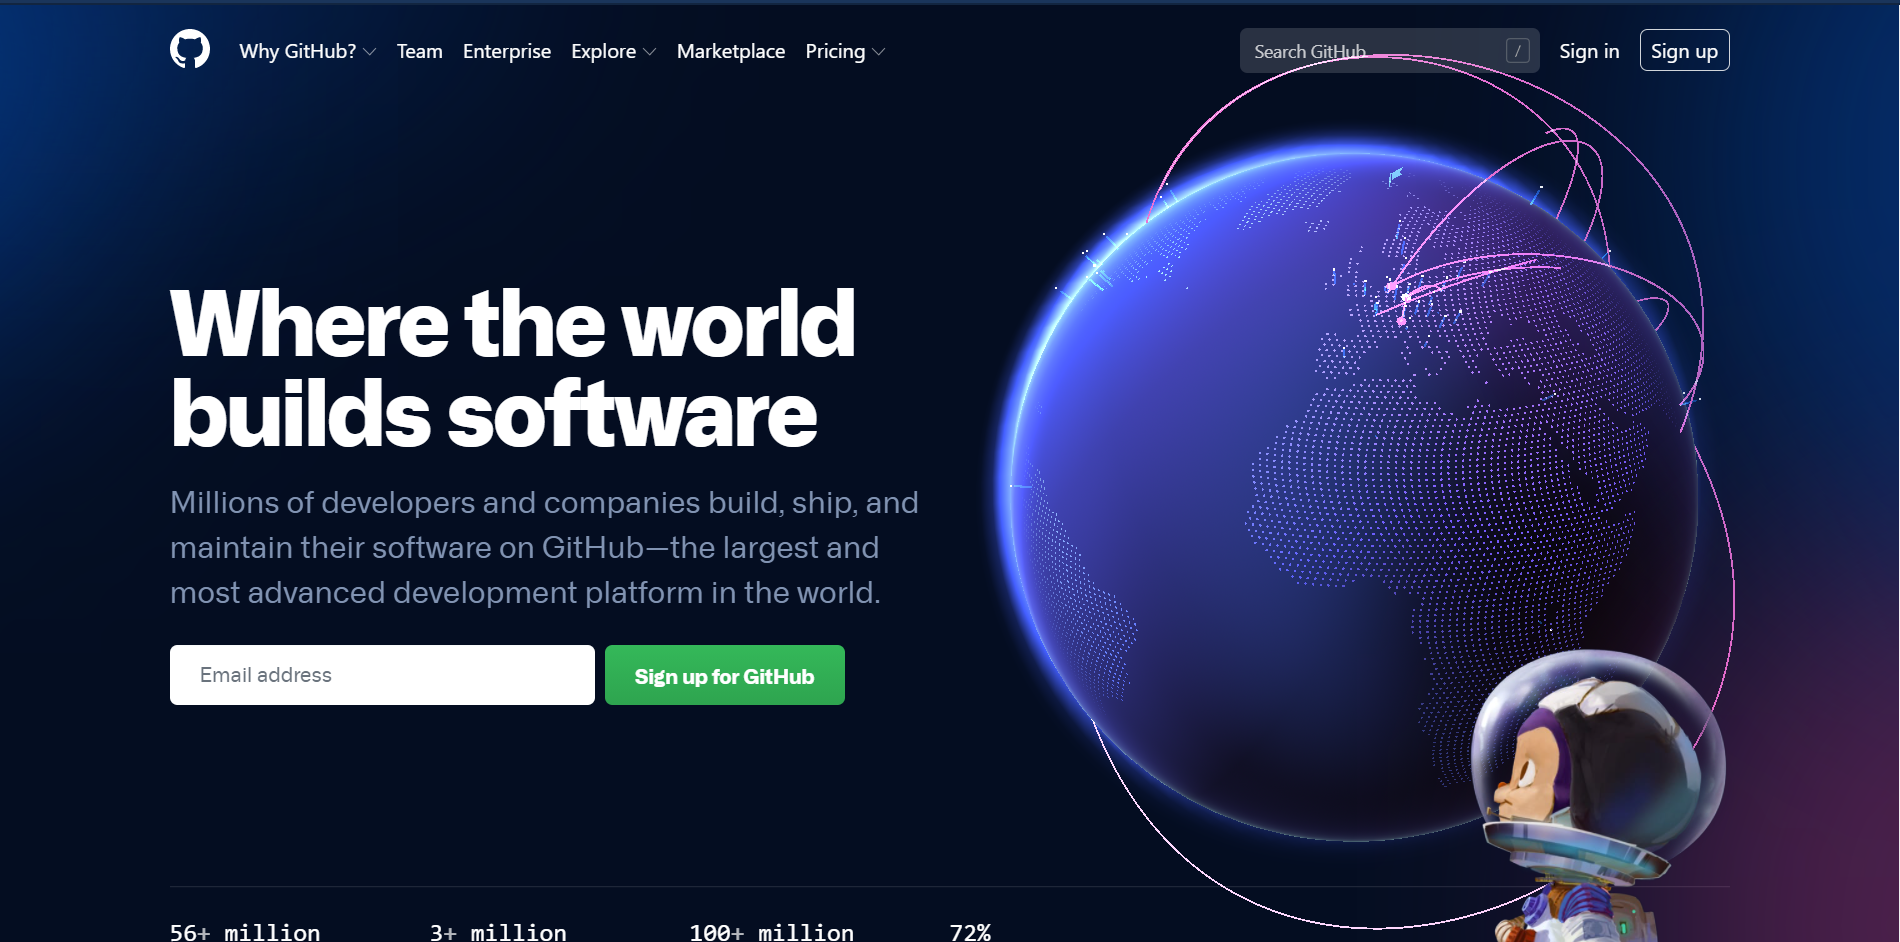 Why GitHub? Team Enterprise Explore Marketplace Pricing Search GitHub / Sign in Sign up
Where the world
builds software
Millions of developers and companies build, ship, and
maintain their software on GitHub—the largest and
most advanced development platform in the world.
Email address Sign up for GitHub
56+ million 3+ million 100+ million 72%